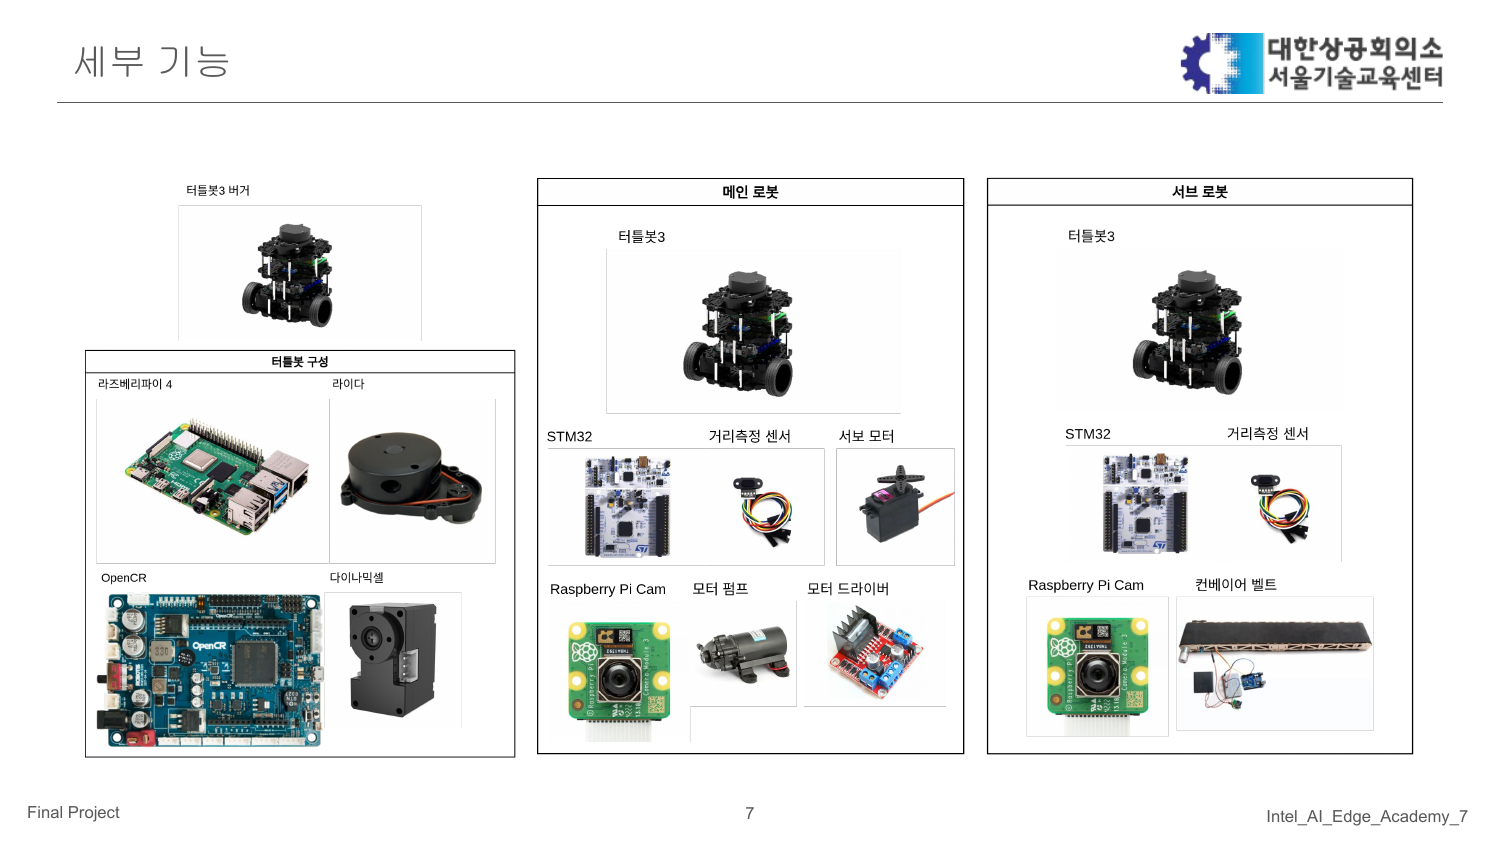 세부 기능
대한상공회의소
서울기술교육센터
터틀봇3 버거
터틀봇 구성
라즈베리파이 4
라이다
OpenCR
다이나믹셀
OpenCR
메인 로봇
터틀봇3
STM32
거리측정 센서
서보 모터
Raspberry Pi Cam
모터 펌프
모터 드라이버
서브 로봇
터틀봇3
STM32
거리측정 센서
Raspberry Pi Cam
컨베이어 벨트
Final Project
7
Intel_AI_Edge_Academy_7